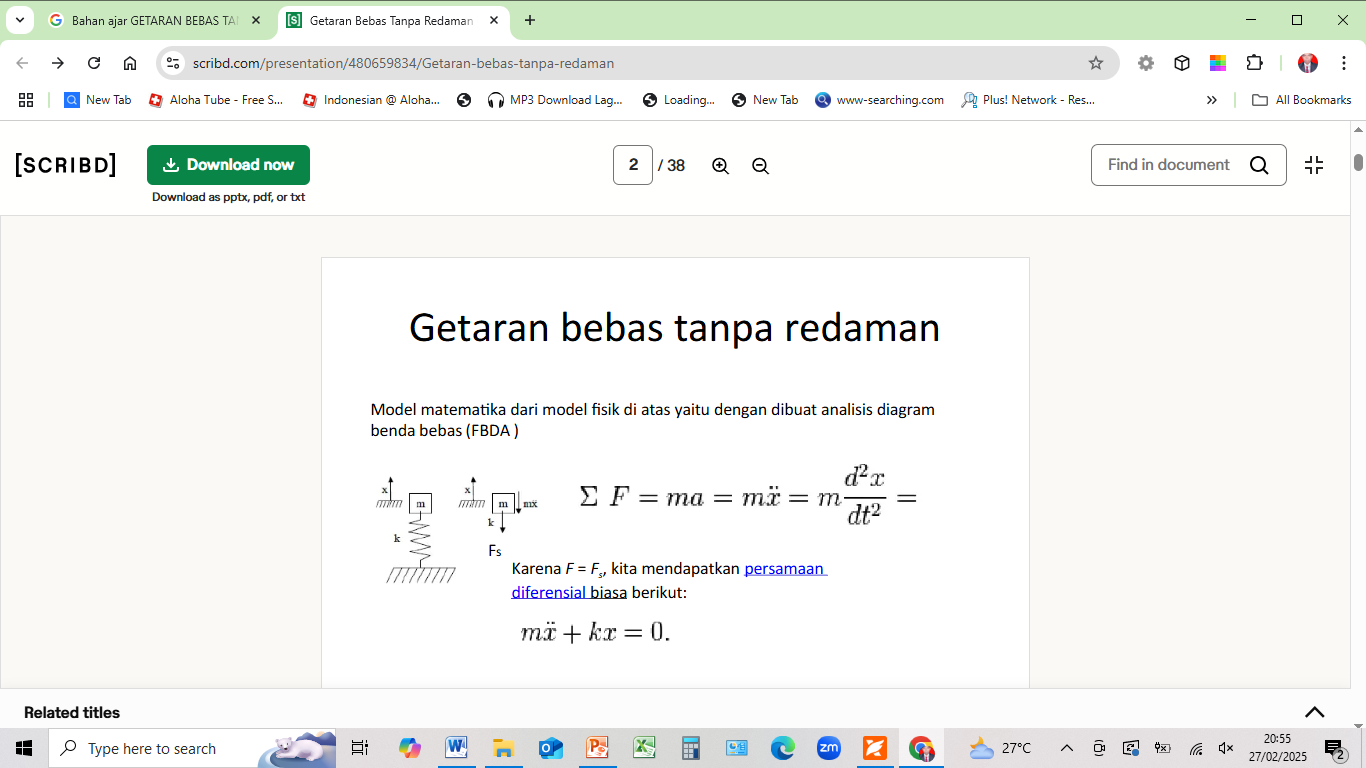 Bahan ajar GETARAN BEBAS TA
Getaran Bebas Tanpa Redaman
scribd.com/presentation/480659834/Getaran-bebas-tanpa-redaman
New Tab
Aloha Tube - Free S...
Indonesian @ Aloha...
MP3 Download Lag...
Loading...
New Tab
www-searching.com
Plus! Network - Res...
All Bookmarks
[SCRIBD]
Download now
2 / 38
Find in document
Download as pptx, pdf, or txt
Getaran bebas tanpa redaman
Model matematika dari model fisik di atas yaitu dengan dibuat analisis diagram
benda bebas (FBDA )
x m k
x m mẍ k
Fs
Σ F = ma = mẍ = m d²x/dt² =
Karena F = Fs, kita mendapatkan persamaan
diferensial biasa berikut:
mẍ + kx = 0.
Related titles
Type here to search
zm
27°C
20:55
27/02/2025
2